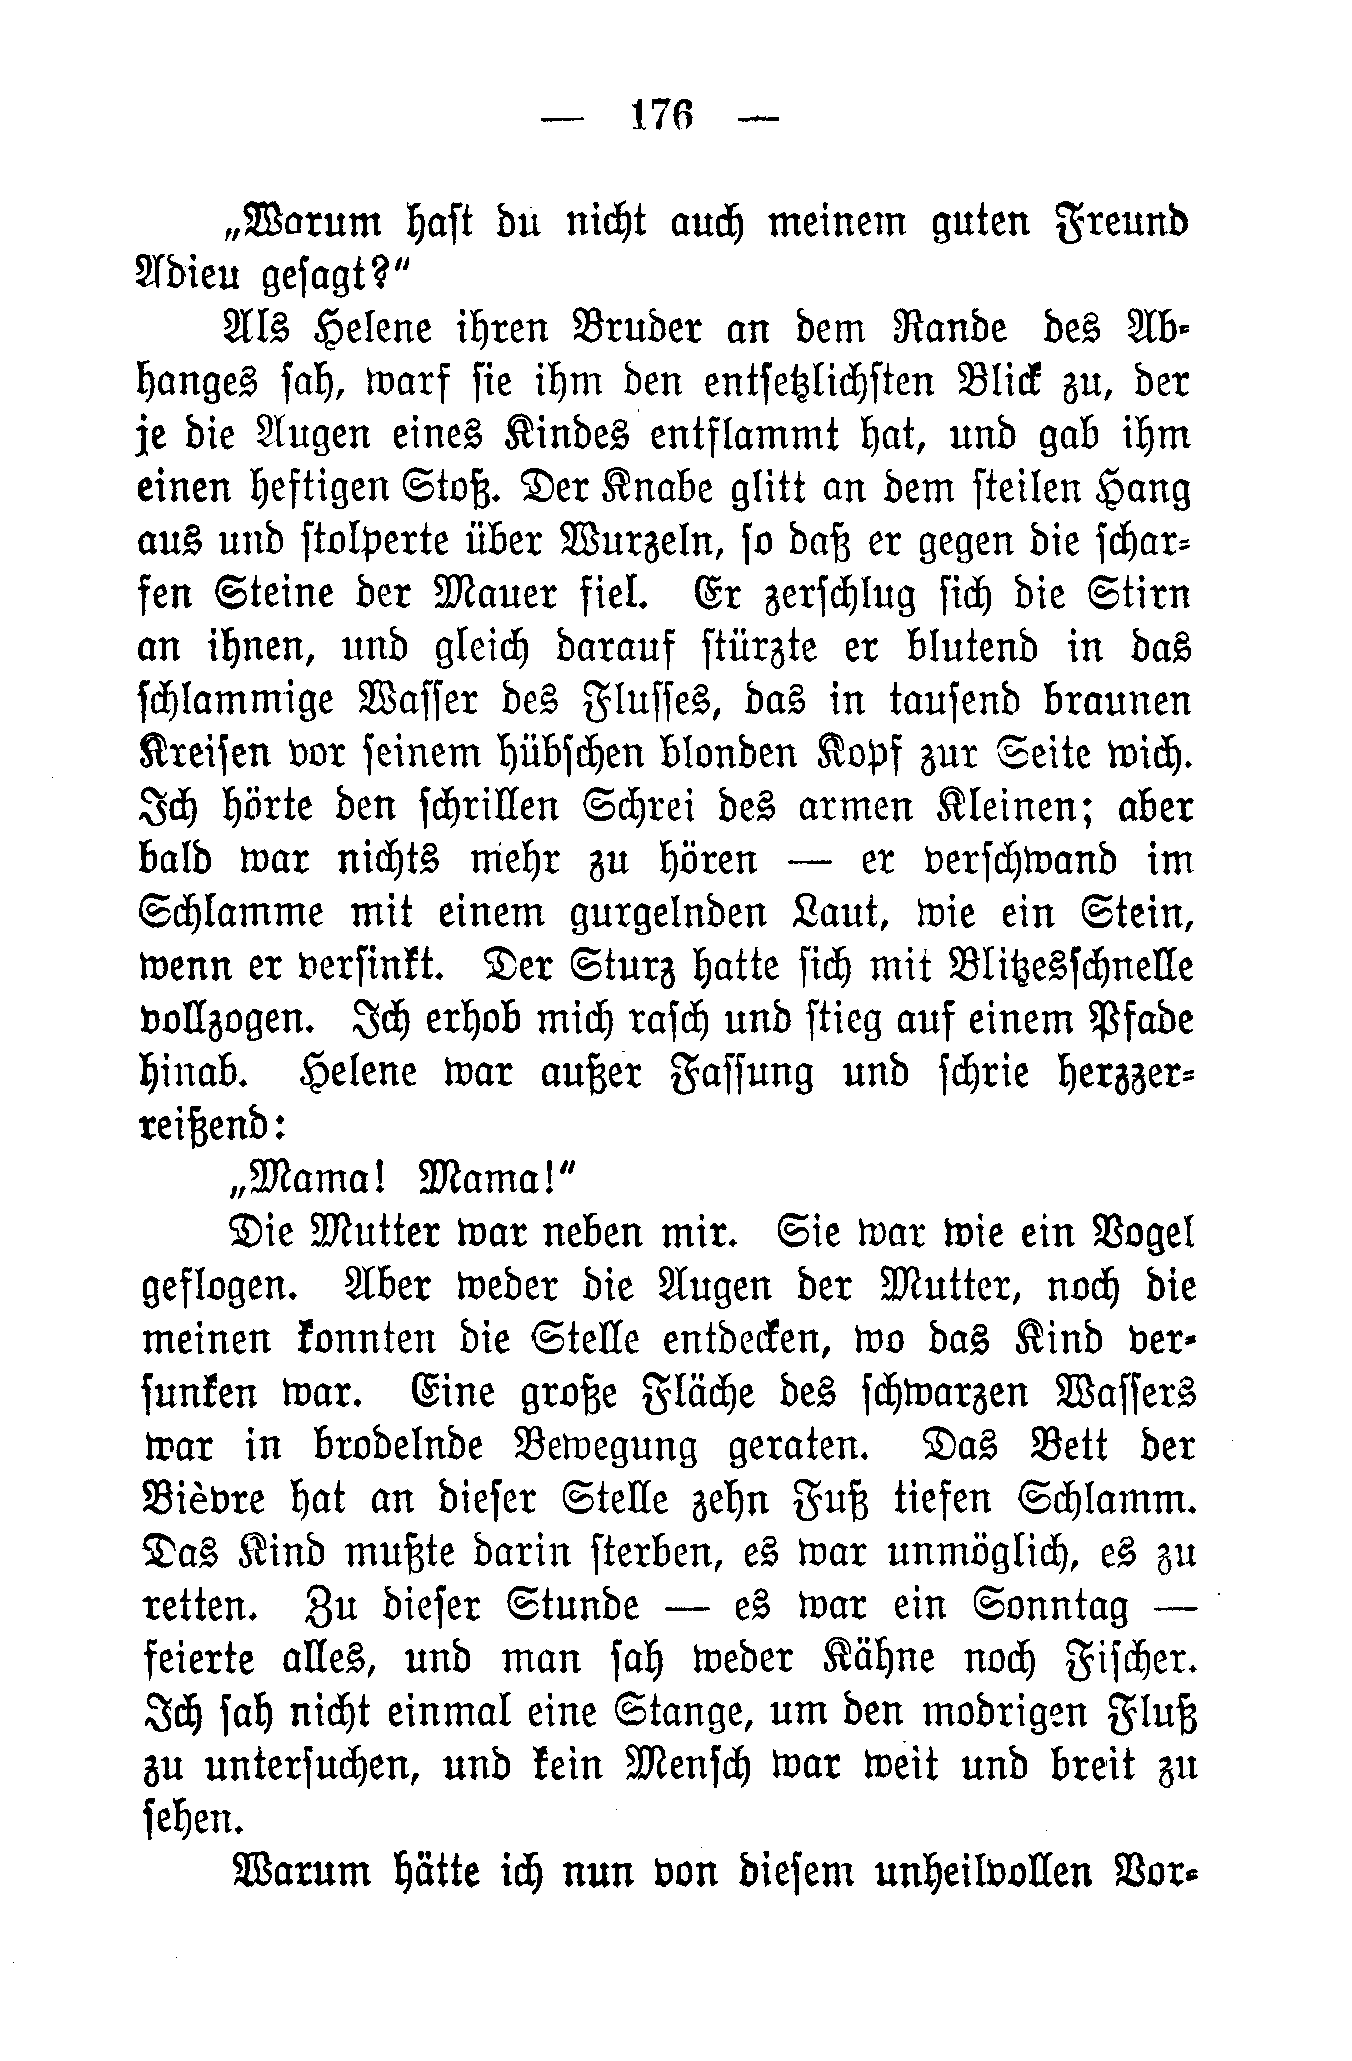 — 176 —
„Warum hast du nicht auch meinem guten Freund
Adieu gesagt?“
Als Helene ihren Bruder an dem Rande des Ab-
hanges sah, warf sie ihm den entsetzlichsten Blick zu, der
je die Augen eines Kindes entflammt hat, und gab ihm
einen heftigen Stoß. Der Knabe glitt an dem steilen Hang
aus und stolperte über Wurzeln, so daß er gegen die schar-
fen Steine der Mauer fiel. Er zerschlug sich die Stirn
an ihnen, und gleich darauf stürzte er blutend in das
schlammige Wasser des Flusses, das in tausend braunen
Kreisen vor seinem hübschen blonden Kopf zur Seite wich.
Ich hörte den schrillen Schrei des armen Kleinen; aber
bald war nichts mehr zu hören — er verschwand im
Schlamme mit einem gurgelnden Laut, wie ein Stein,
wenn er versinkt. Der Sturz hatte sich mit Blitzesschnelle
vollzogen. Ich erhob mich rasch und stieg auf einem Pfade
hinab. Helene war außer Fassung und schrie herzzer-
reißend:
„Mama! Mama!“
Die Mutter war neben mir. Sie war wie ein Vogel
geflogen. Aber weder die Augen der Mutter, noch die
meinen konnten die Stelle entdecken, wo das Kind ver-
sunken war. Eine große Fläche des schwarzen Wassers
war in brodelnde Bewegung geraten. Das Bett der
Bièvre hat an dieser Stelle zehn Fuß tiefen Schlamm.
Das Kind mußte darin sterben, es war unmöglich, es zu
retten. Zu dieser Stunde — es war ein Sonntag —
feierte alles, und man sah weder Kähne noch Fischer.
Ich sah nicht einmal eine Stange, um den modrigen Fluß
zu untersuchen, und kein Mensch war weit und breit zu
sehen.
Warum hätte ich nun von diesem unheilvollen Vor-